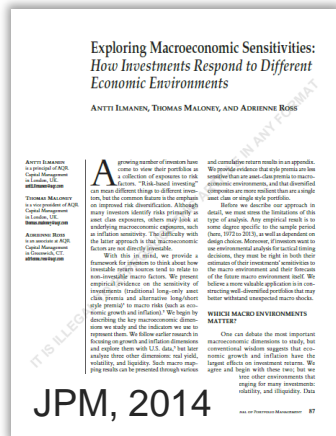 Exploring Macroeconomic Sensitivities:
How Investments Respond to Different
Economic Environments
ANTTI ILMANEN, THOMAS MALONEY, AND ADRIENNE ROSS
ANTTI ILMANEN
is a principal of AQR
Capital Management
in London, UK.
THOMAS MALONEY
is a vice president of AQR
Capital Management
in London, UK.
ADRIENNE ROSS
is an associate at AQR
Capital Management
in Greenwich, CT.
A growing number of investors have
come to view their portfolios as
a collection of exposures to risk
factors. "Risk-based investing"
can mean different things to different inves-
tors, but the common feature is the emphasis
on improved risk diversification. Although
many investors identify risks primarily as
asset class exposures, others may look at
underlying macroeconomic exposures, such
as inflation sensitivity. The difficulty with
the latter approach is that macroeconomic
factors are not directly investable.
With this in mind, we provide a
framework for investors to think about how
investable return sources tend to relate to
non-investable macro factors. We present
empirical evidence on the sensitivity of
investments (traditional long-only asset
class premia and alternative long/short
style premia) to macro risks (such as eco-
nomic growth and inflation). We begin by
describing the key macroeconomic dimen-
sions we study and the indicators we use to
represent them. We follow earlier research in
focusing on growth and inflation dimensions
and explore them with U.S. data, but later
analyze three other dimensions: real yield,
volatility, and liquidity. Such macro map-
ping results can be presented through various
and cumulative return results in an appendix.
We provide evidence that style premia are less
sensitive than are asset-class premia to macro-
economic environments, and that diversified
composites are more resilient than are a single
asset class or single style portfolio.
Before we describe our approach in
detail, we must stress the limitations of this
type of analysis. Any empirical result is to
some degree specific to the sample period
(here, 1972 to 2013), as well as dependent on
design choices. Moreover, if investors want to
use environmental analysis for tactical timing
decisions, they must be right in both their
estimates of their investments' sensitivities to
the macro environment and their forecasts
of the future macro environment itself. We
believe a more valuable application is in con-
structing well-diversified portfolios that may
better withstand unexpected macro shocks.
WHICH MACRO ENVIRONMENTS
MATTER?
One can debate the most important
macroeconomic dimensions to study, but
conventional wisdom suggests that eco-
nomic growth and inflation have the
largest effects on investment returns. We
agree and begin with these two; but we
three other environments that
ranging for many investments:
volatility, and (il)liquidity. Data
JPM, 2014
87